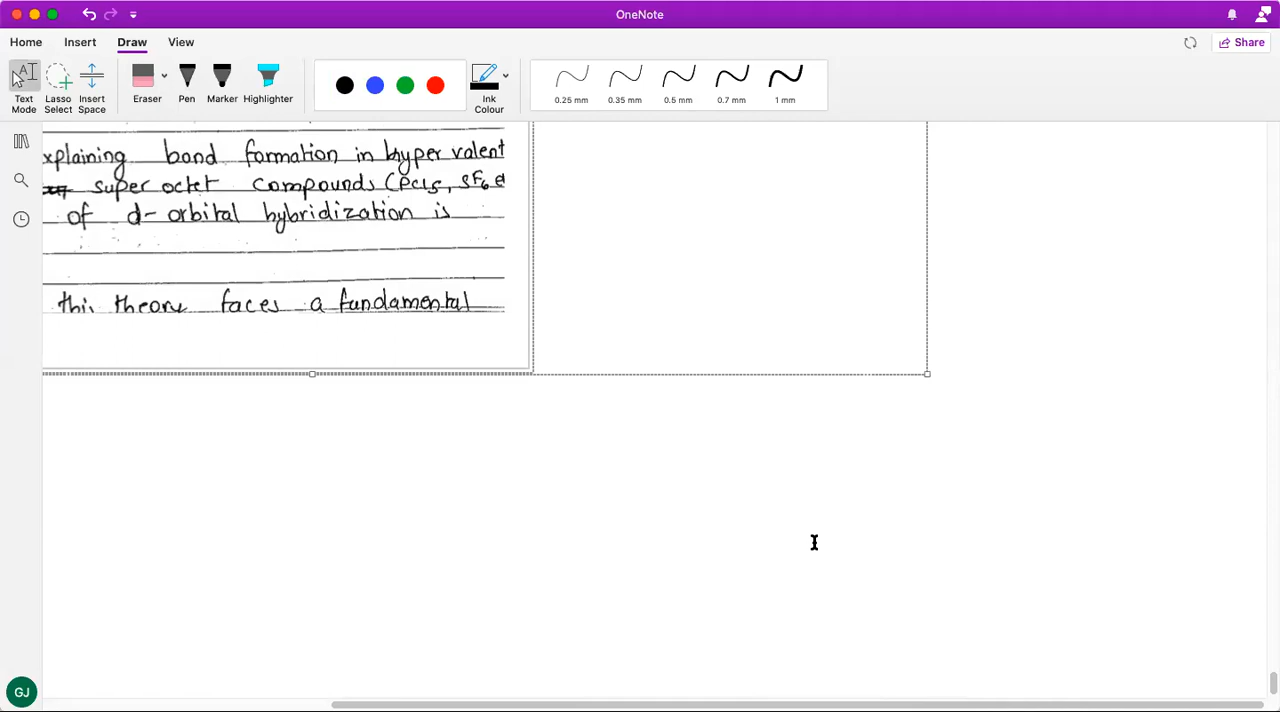 OneNote
Home Insert Draw View
Share
Text Mode
Lasso Select
Insert Space
Eraser
Pen
Marker
Highlighter
Ink Colour
0.25 mm
0.35 mm
0.5 mm
0.7 mm
1 mm
xplaining bond formation in hyper valent
super octet compounds (PCl5, SF6 e
of d-orbital hybridization is
this theory faces a fundamental
GJ